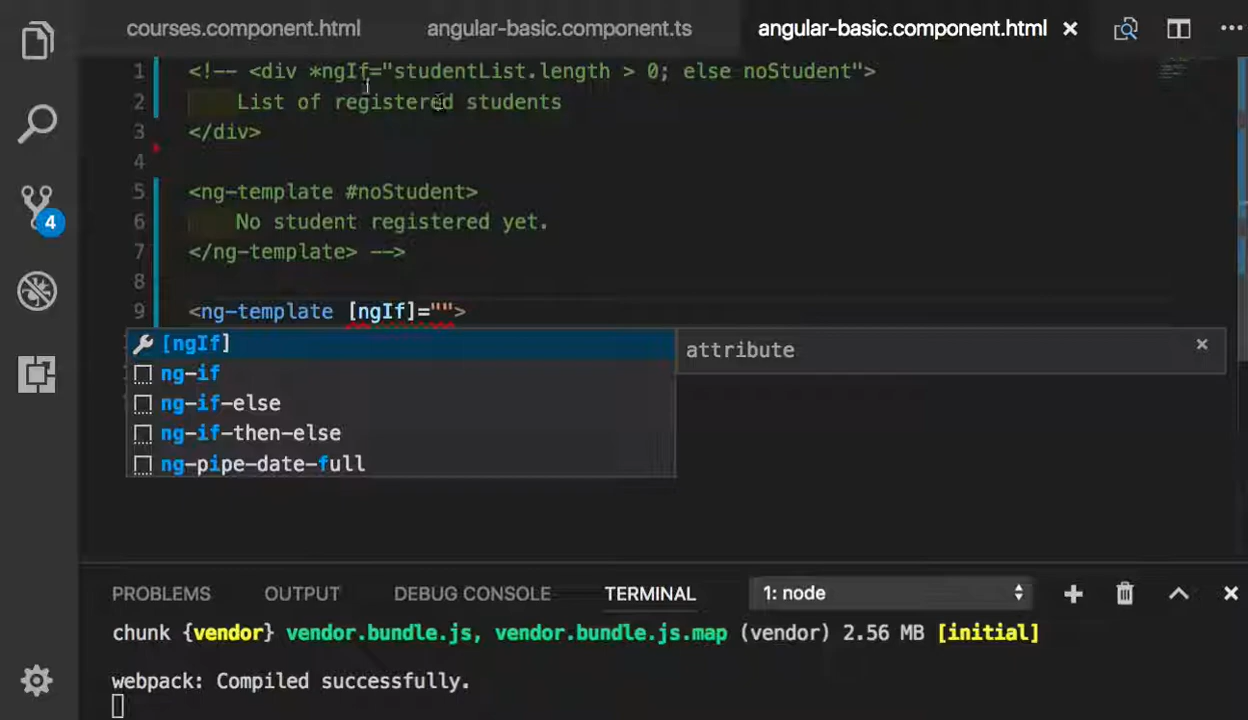 courses.component.html angular-basic.component.ts angular-basic.component.html
1 <!-- <div *ngIf="studentList.length > 0; else noStudent">
2 List of registered students
3 </div>
4
5 <ng-template #noStudent>
6 No student registered yet.
7 </ng-template> -->
8
9 <ng-template [ngIf]="">
[ngIf] attribute
ng-if
ng-if-else
ng-if-then-else
ng-pipe-date-full
4
PROBLEMS OUTPUT DEBUG CONSOLE TERMINAL 1: node
chunk {vendor} vendor.bundle.js, vendor.bundle.js.map (vendor) 2.56 MB [initial]
webpack: Compiled successfully.